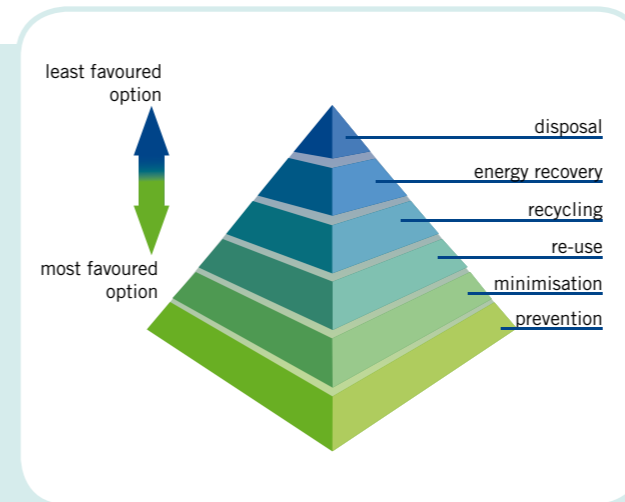 least favoured
option
disposal
energy recovery
recycling
re-use
most favoured
option
minimisation
prevention